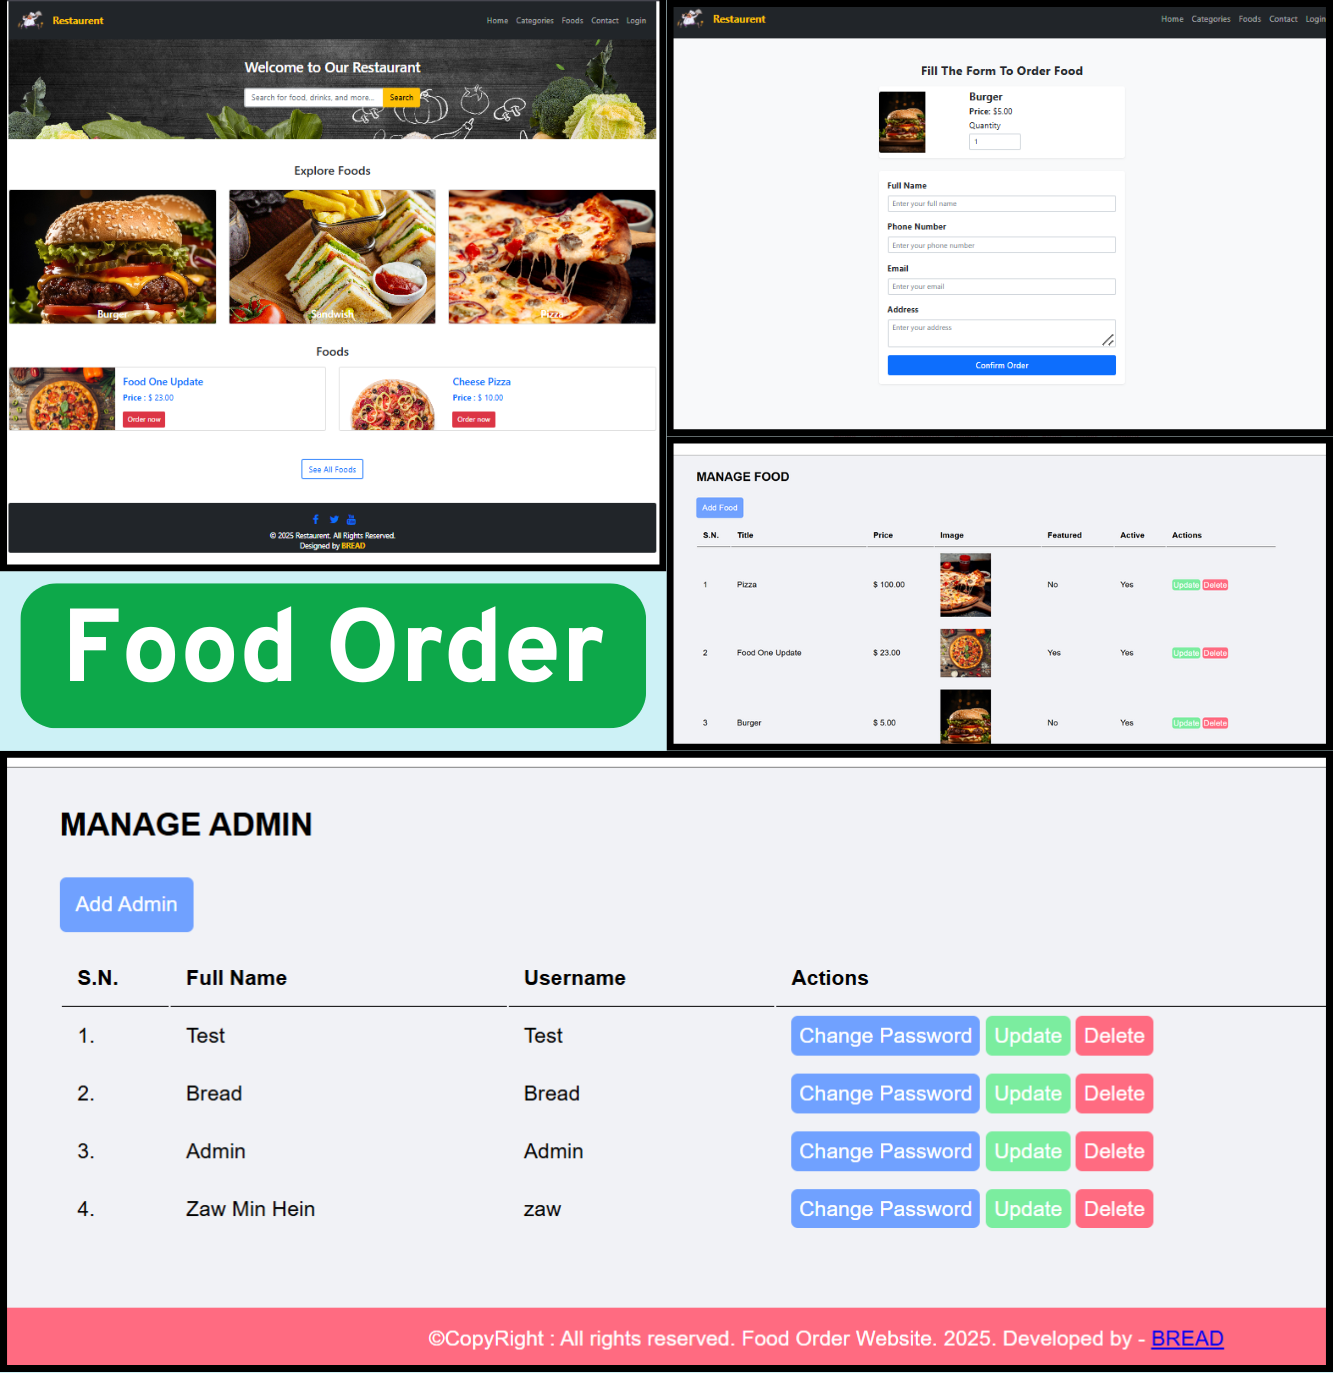 Restaurent
Home Categories Foods Contact Login
Welcome to Our Restaurant
Search for food, drinks, and more... Search
Explore Foods
Burger Sandwish Pizza
Foods
Food One Update
Price : $ 23.00
Order now
Cheese Pizza
Price : $ 10.00
Order now
See All Foods
© 2025 Restaurent. All Rights Reserved.
Designed by BREAD
Restaurent
Home Categories Foods Contact Login
Fill The Form To Order Food
Burger
Price: $5.00
Quantity
1
Full Name
Enter your full name
Phone Number
Enter your phone number
Email
Enter your email
Address
Enter your address
Confirm Order
Food Order
MANAGE FOOD
Add Food
S.N. Title Price Image Featured Active Actions
1 Pizza $ 100.00 No Yes Update Delete
2 Food One Update $ 23.00 Yes Yes Update Delete
3 Burger $ 5.00 No Yes Update Delete
MANAGE ADMIN
Add Admin
S.N. Full Name Username Actions
1. Test Test Change Password Update Delete
2. Bread Bread Change Password Update Delete
3. Admin Admin Change Password Update Delete
4. Zaw Min Hein zaw Change Password Update Delete
©CopyRight : All rights reserved. Food Order Website. 2025. Developed by - BREAD